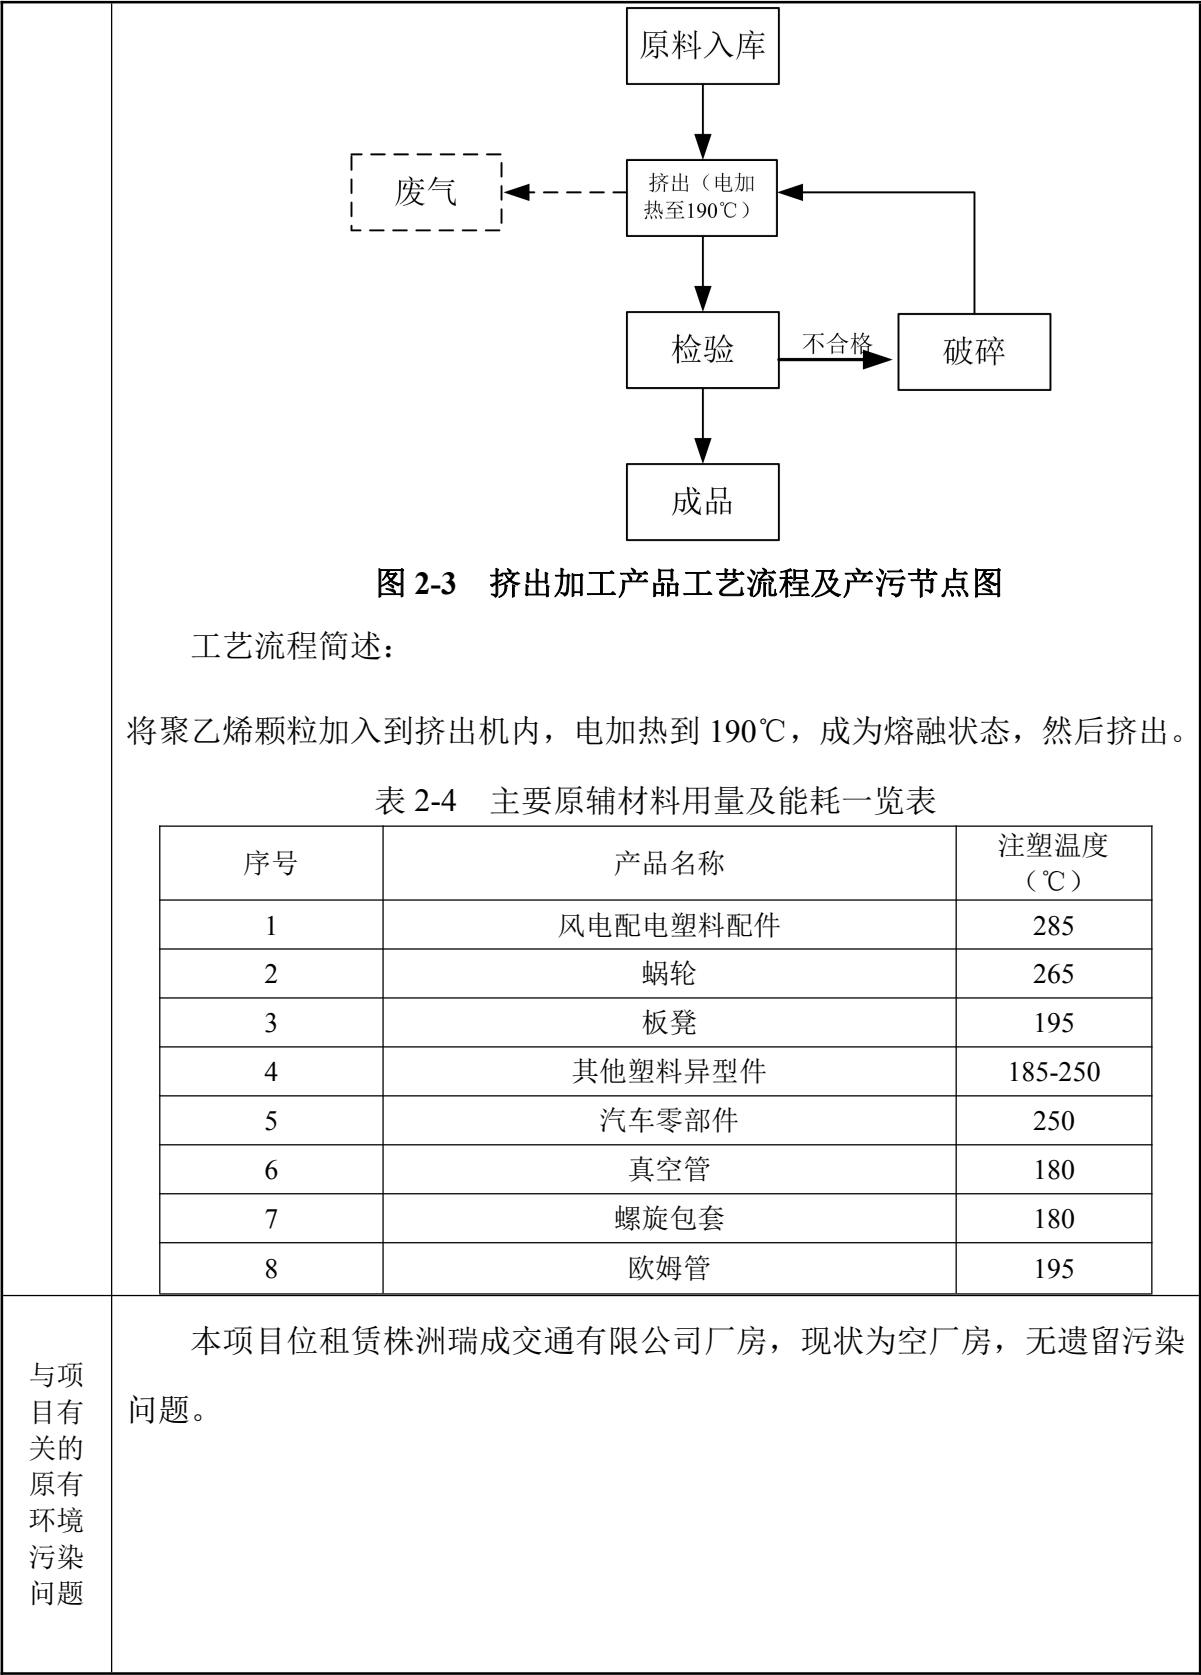 原料入库
废气
挤出（电加
热至190℃）
检验
不合格
破碎
成品
图 2-3 挤出加工产品工艺流程及产污节点图
工艺流程简述：
将聚乙烯颗粒加入到挤出机内，电加热到 190℃，成为熔融状态，然后挤出。
表 2-4 主要原辅材料用量及能耗一览表
序号 产品名称 注塑温度
（℃）
1 风电配电塑料配件 285
2 蜗轮 265
3 板凳 195
4 其他塑料异型件 185-250
5 汽车零部件 250
6 真空管 180
7 螺旋包套 180
8 欧姆管 195
与项
目有
关的
原有
环境
污染
问题
本项目位租赁株洲瑞成交通有限公司厂房，现状为空厂房，无遗留污染
问题。